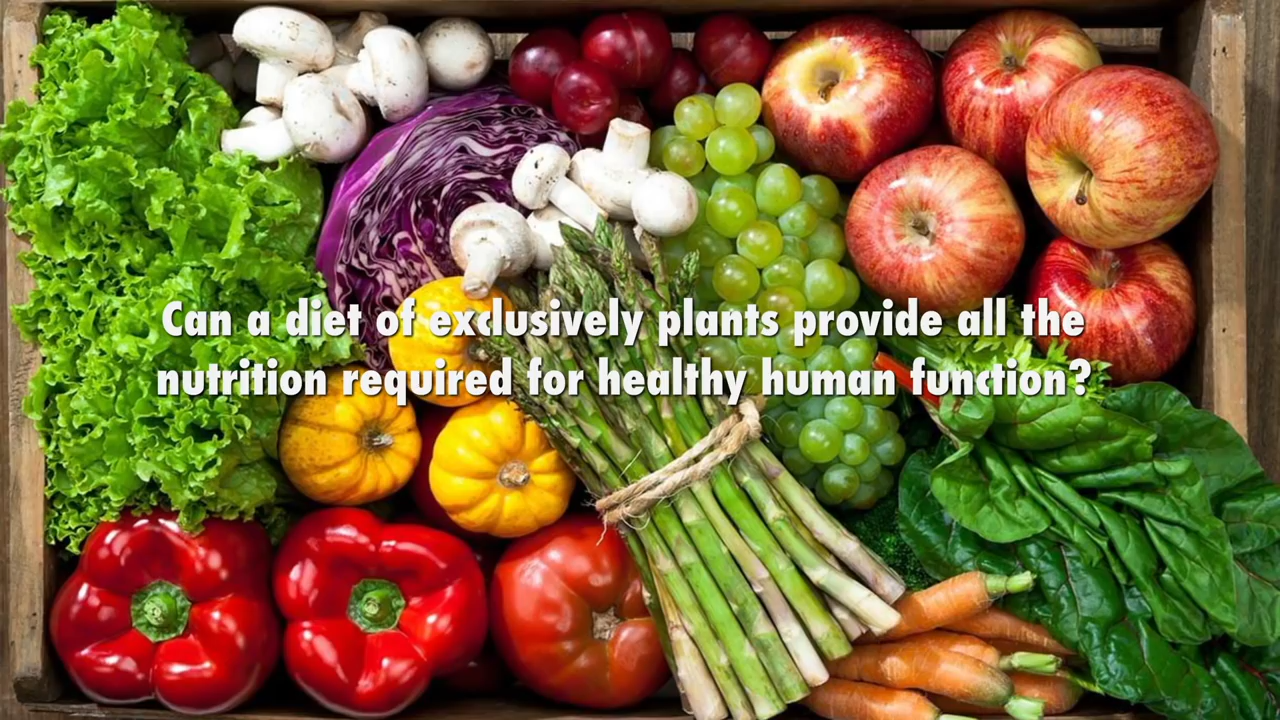 Can a diet of exclusively plants provide all the
nutrition required for healthy human function?